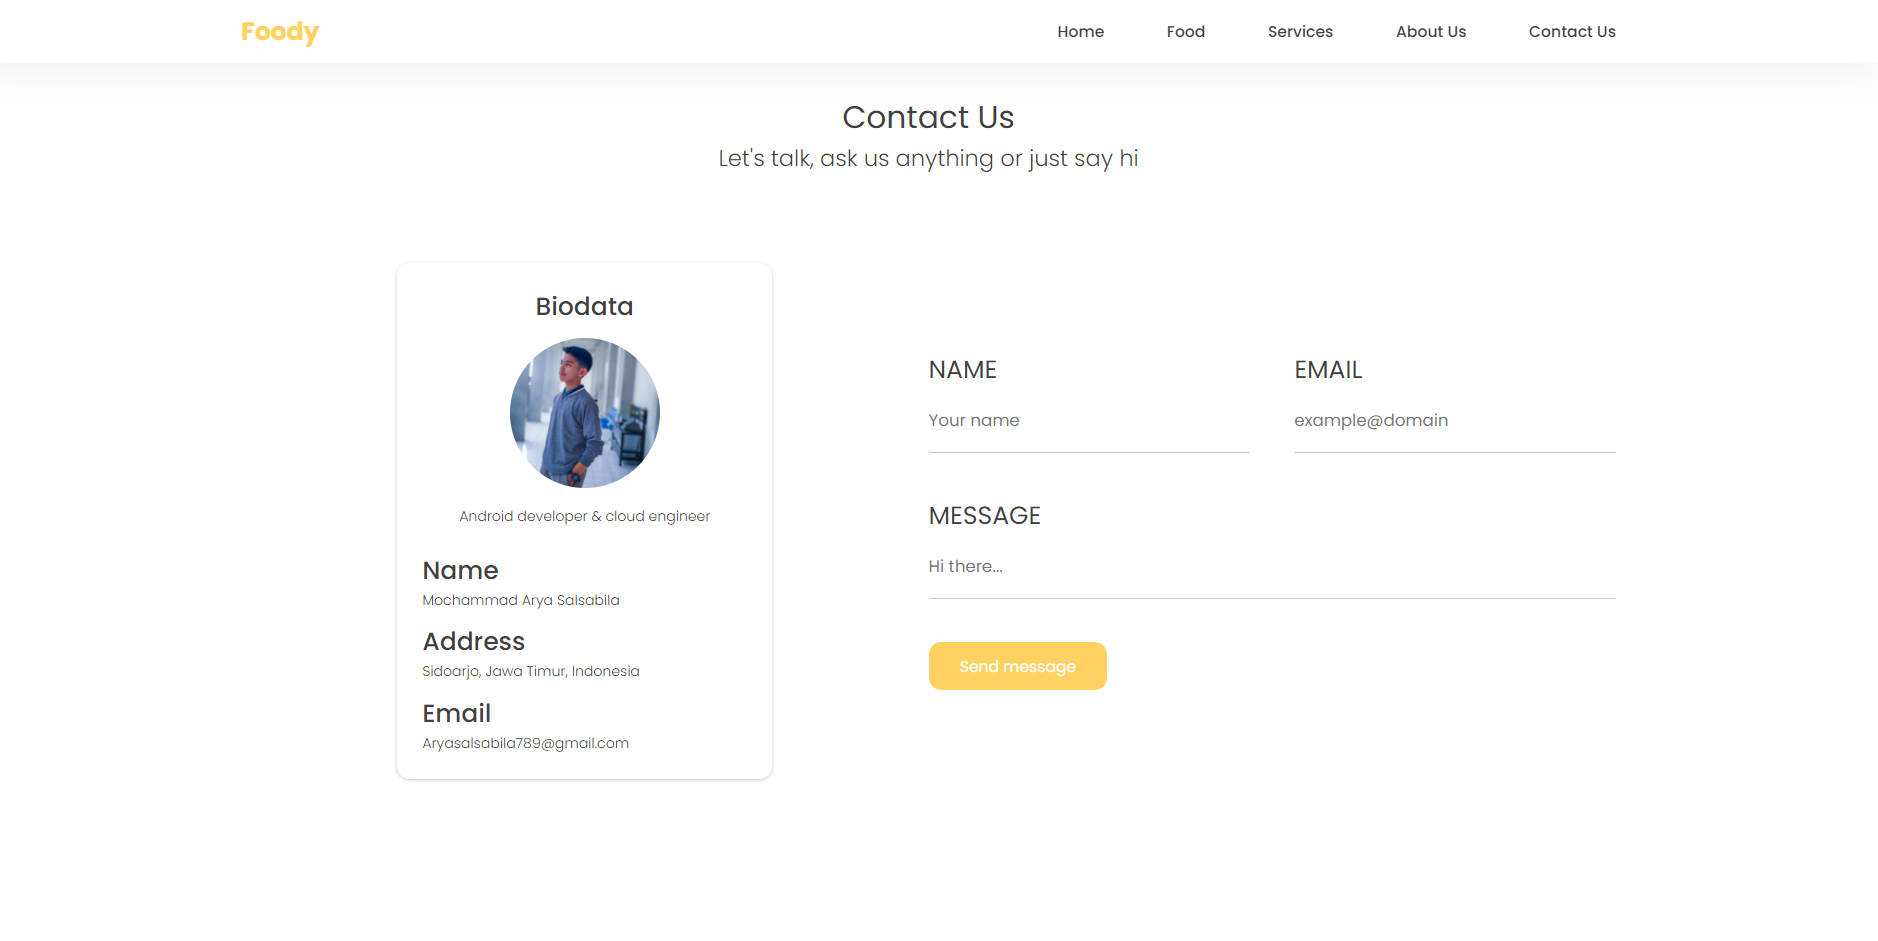 Foody
Home
Food
Services
About Us
Contact Us
Contact Us
Let's talk, ask us anything or just say hi
Biodata
Android developer & cloud engineer
Name
Mochammad Arya Salsabila
Address
Sidoarjo, Jawa Timur, Indonesia
Email
Aryasalsabila789@gmail.com
NAME
Your name
EMAIL
example@domain
MESSAGE
Hi there...
Send message